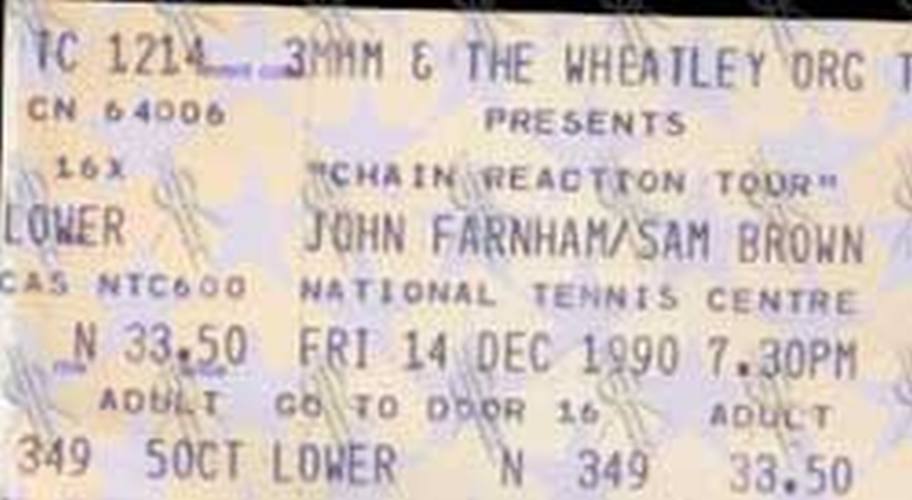 TC 1214 3MMM & THE WHEATLEY ORG T
CN 64006 PRESENTS
16X "CHAIN REACTION TOUR"
LOWER JOHN FARNHAM/SAM BROWN
CAS NTC600 NATIONAL TENNIS CENTRE
N 33.50 FRI 14 DEC 1990 7.30PM
ADULT GO TO DOOR 16 ADULT
349 5OCT LOWER N 349 33.50